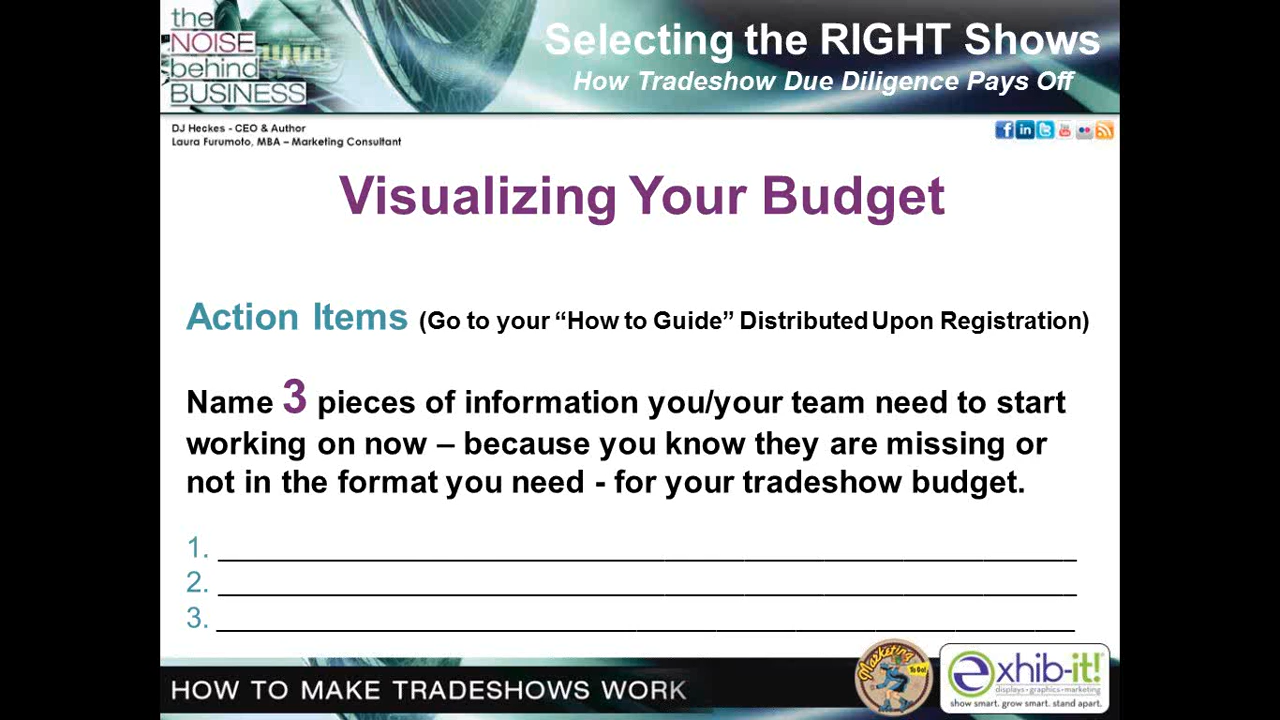 the
NOISE
behind
BUSINESS
Selecting the RIGHT Shows
How Tradeshow Due Diligence Pays Off
DJ Heckes - CEO & Author
Laura Furumoto, MBA – Marketing Consultant
Visualizing Your Budget
Action Items (Go to your “How to Guide” Distributed Upon Registration)
Name 3 pieces of information you/your team need to start
working on now – because you know they are missing or
not in the format you need - for your tradeshow budget.
1.
2.
3.
HOW TO MAKE TRADESHOWS WORK
Marketing
To Go!
exhib-it!
displays • graphics • marketing
show smart. grow smart. stand apart.